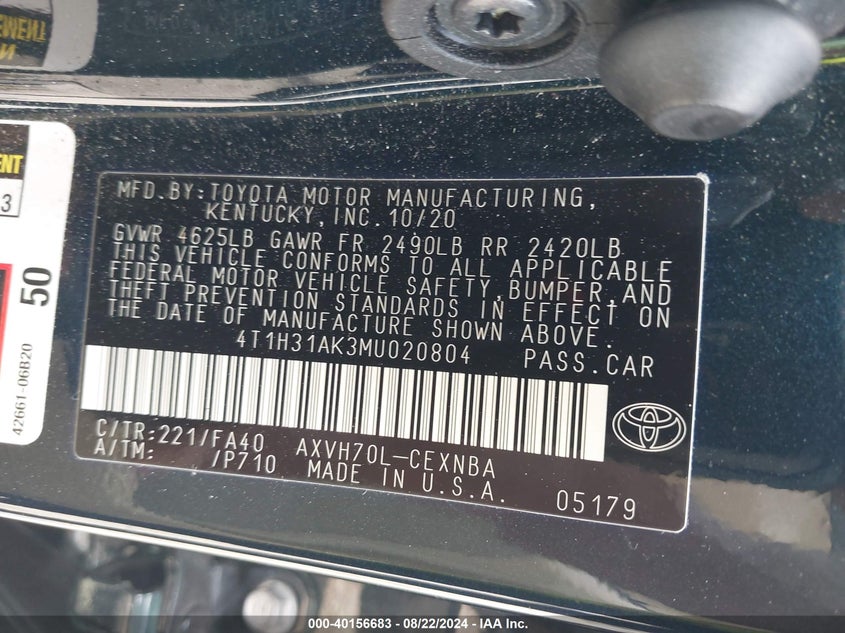 MFD.BY:TOYOTA MOTOR MANUFACTURING,
KENTUCKY, INC. 10/20
GVWR 4625LB GAWR FR 2490LB RR 2420LB
THIS VEHICLE CONFORMS TO ALL APPLICABLE
FEDERAL MOTOR VEHICLE SAFETY,BUMPER,AND
THEFT PREVENTION STANDARDS IN EFFECT ON
THE DATE OF MANUFACTURE SHOWN ABOVE.
4T1H31AK3MU020804 PASS.CAR
C/TR:221/FA40 AXVH70L-CEXNBA
A/TM: /P710 MADE IN U.S.A. 05179
3
50
42661-06B20
CON-40156683 - 08/22/2024 - IAA Inc.